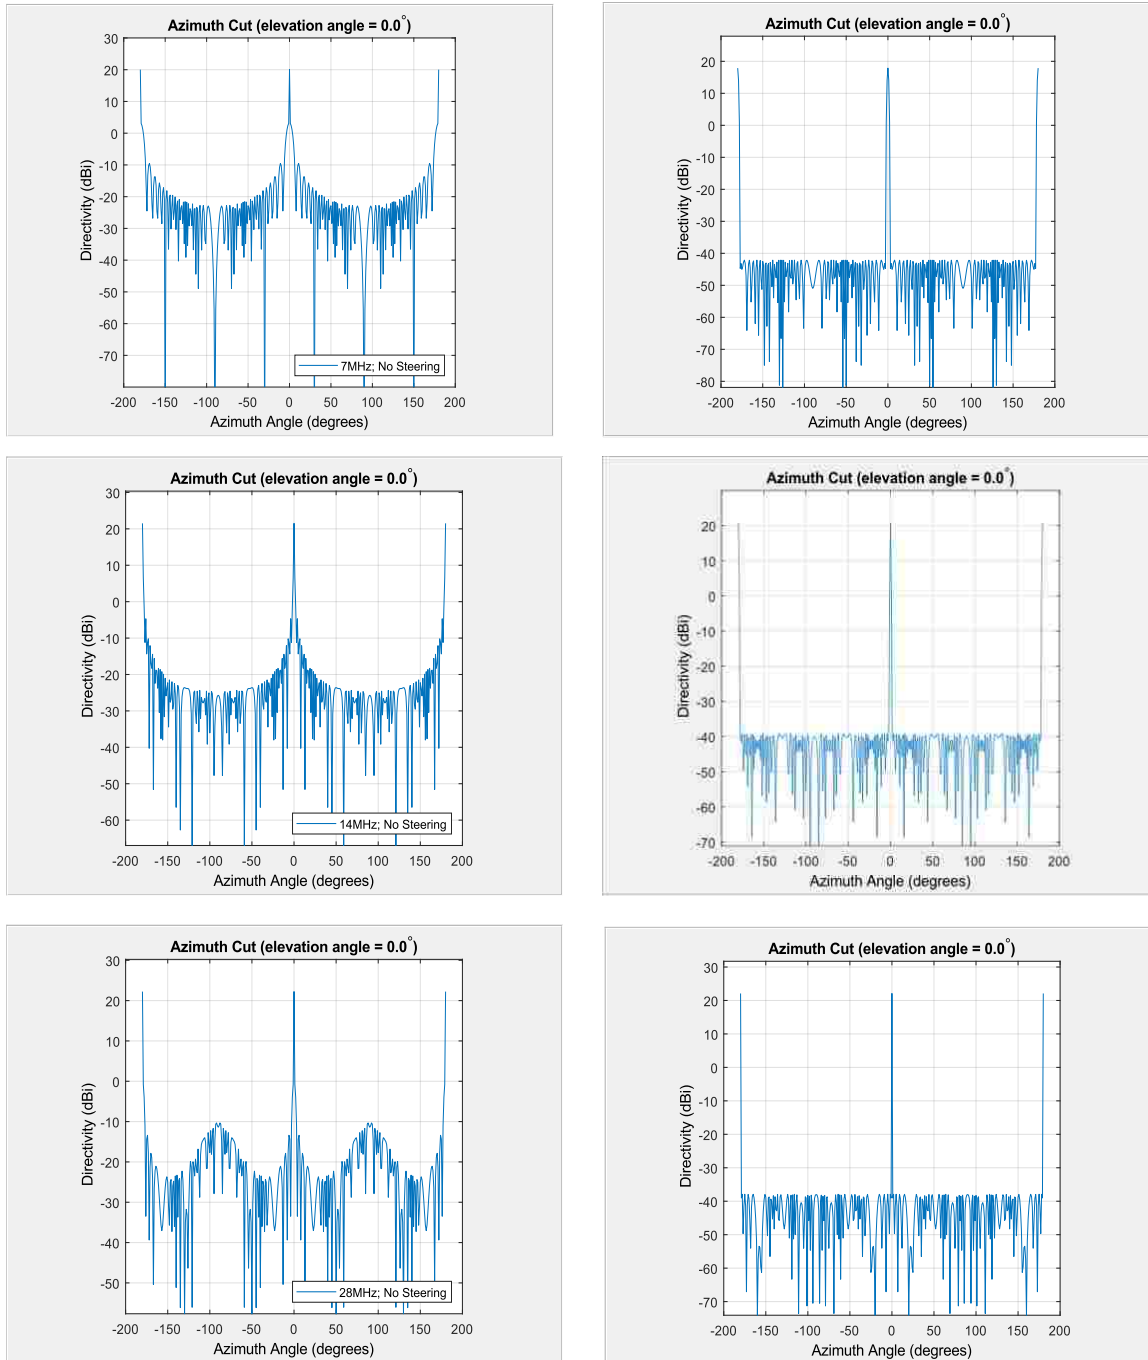 Azimuth Cut (elevation angle = 0.0°)
30
20
10
0
-10
-20
-30
-40
-50
-60
-70
Directivity (dBi)
7MHz; No Steering
-200 -150 -100 -50 0 50 100 150 200
Azimuth Angle (degrees)
Azimuth Cut (elevation angle = 0.0°)
20
10
0
-10
-20
-30
-40
-50
-60
-70
-80
Directivity (dBi)
-200 -150 -100 -50 0 50 100 150 200
Azimuth Angle (degrees)
Azimuth Cut (elevation angle = 0.0°)
30
20
10
0
-10
-20
-30
-40
-50
-60
Directivity (dBi)
14MHz; No Steering
-200 -150 -100 -50 0 50 100 150 200
Azimuth Angle (degrees)
Azimuth Cut (elevation angle = 0.0°)
20
10
0
-10
-20
-30
-40
-50
-60
-70
Directivity (dBi)
-200 -150 -100 -50 0 50 100 150 200
Azimuth Angle (degrees)
Azimuth Cut (elevation angle = 0.0°)
30
20
10
0
-10
-20
-30
-40
-50
Directivity (dBi)
28MHz; No Steering
-200 -150 -100 -50 0 50 100 150 200
Azimuth Angle (degrees)
Azimuth Cut (elevation angle = 0.0°)
30
20
10
0
-10
-20
-30
-40
-50
-60
-70
Directivity (dBi)
-200 -150 -100 -50 0 50 100 150 200
Azimuth Angle (degrees)